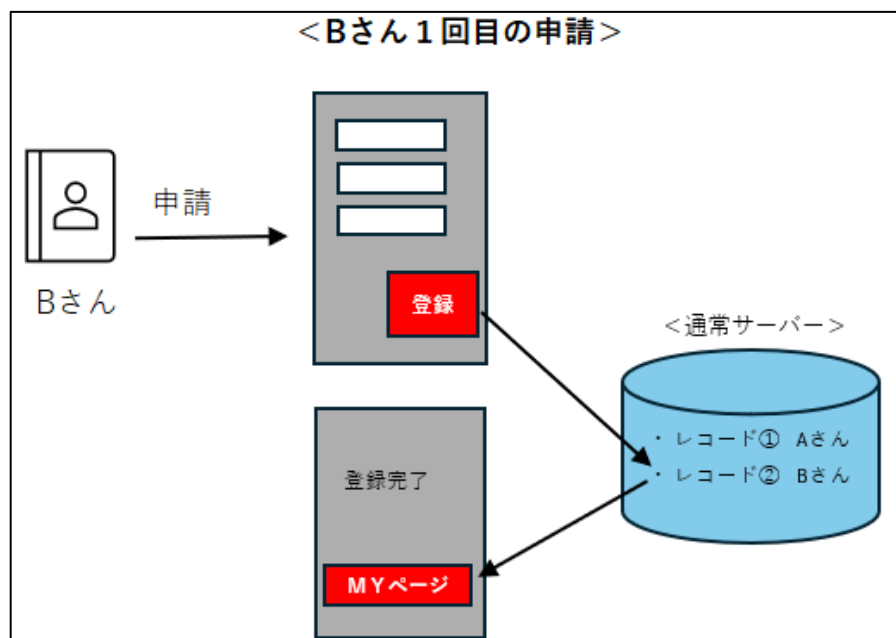 ＜Bさん１回目の申請＞
申請
Bさん
登録
＜通常サーバー＞
・レコード① Aさん
・レコード② Bさん
登録完了
ＭＹページ